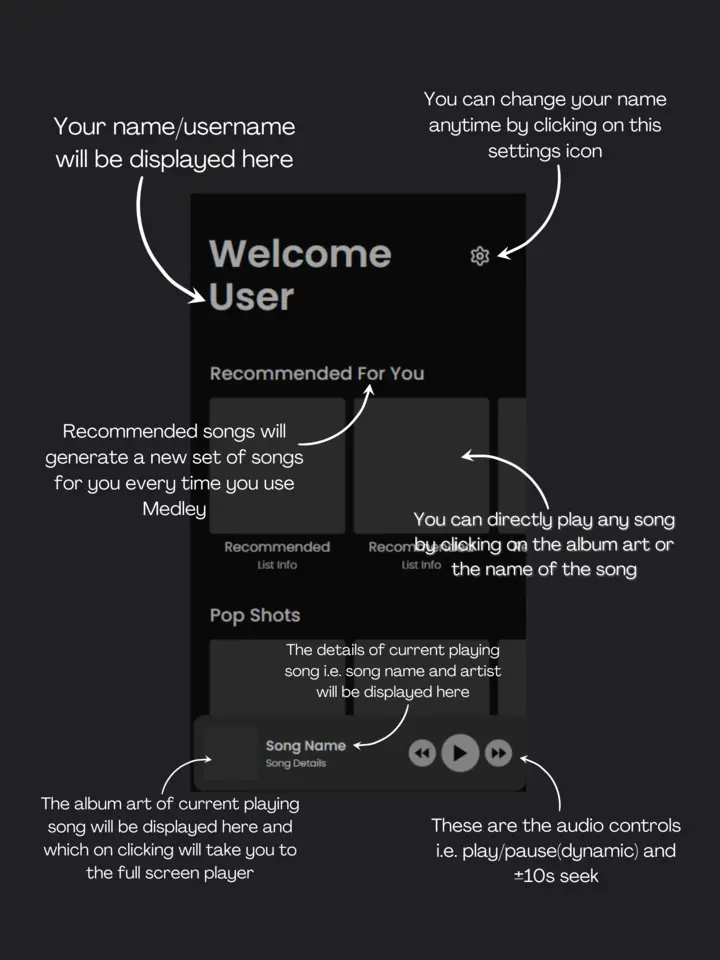 You can change your name
anytime by clicking on this
settings icon
Your name/username
will be displayed here
Welcome
User
Recommended For You
Recommended songs will
generate a new set of songs
for you every time you use
Medley
You can directly play any song
by clicking on the album art or
the name of the song
Recommended
List Info
Recommended
List Info
Pop Shots
The details of current playing
song i.e. song name and artist
will be displayed here
Song Name
Song Details
The album art of current playing
song will be displayed here and
which on clicking will take you to
the full screen player
These are the audio controls
i.e. play/pause(dynamic) and
±10s seek